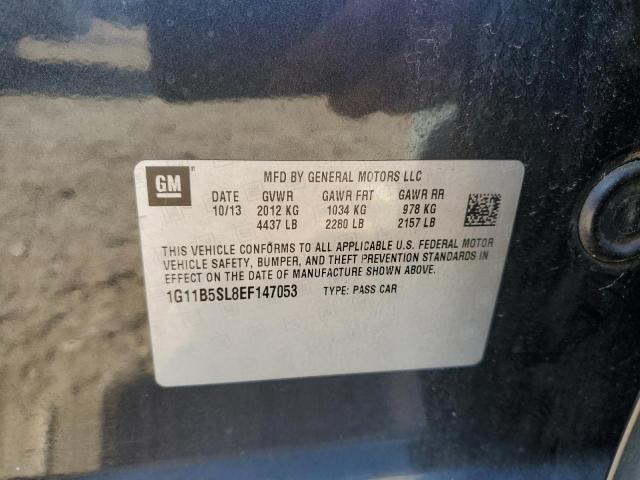 GM
MFD BY GENERAL MOTORS LLC
DATE GVWR GAWR FRT GAWR RR
10/13 2012 KG 1034 KG 978 KG
4437 LB 2280 LB 2157 LB
THIS VEHICLE CONFORMS TO ALL APPLICABLE U.S. FEDERAL MOTOR
VEHICLE SAFETY, BUMPER, AND THEFT PREVENTION STANDARDS IN
EFFECT ON THE DATE OF MANUFACTURE SHOWN ABOVE.
1G11B5SL8EF147053 TYPE: PASS CAR